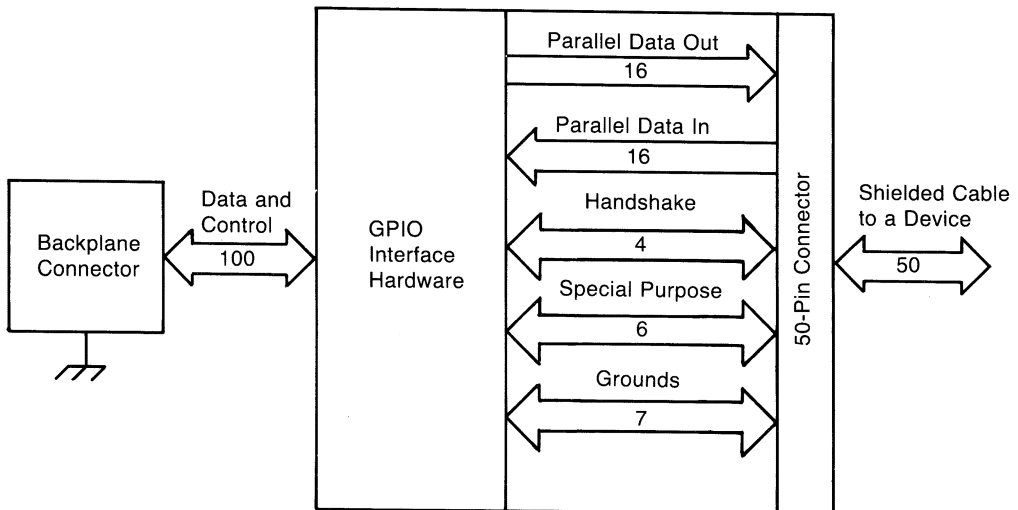 Parallel Data Out
16
Parallel Data In
16
Handshake
4
Special Purpose
6
Grounds
7
Backplane
Connector
Data and
Control
100
GPIO
Interface
Hardware
50-Pin Connector
Shielded Cable
to a Device
50